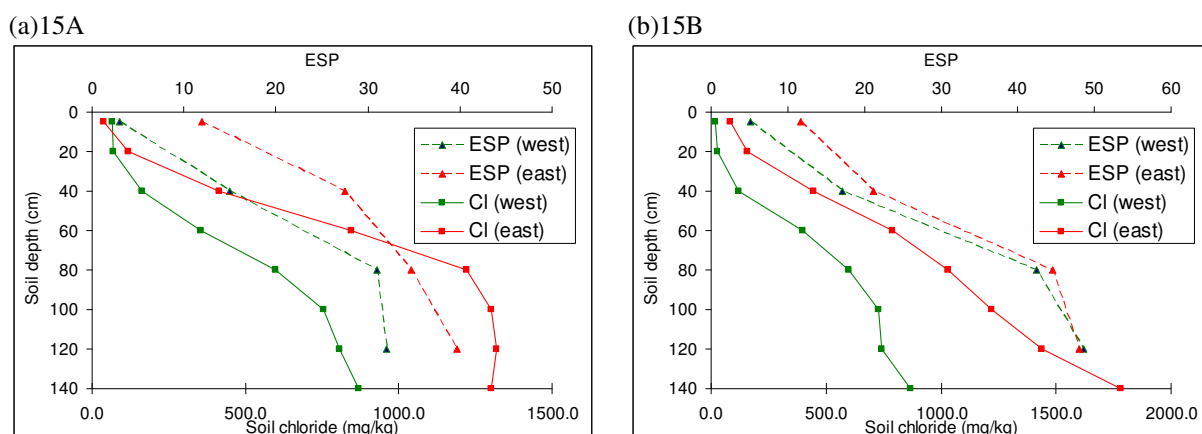 (a)15A
ESP
0 10 20 30 40 50
0
20
40
60
80
100
120
140
Soil depth (cm)
ESP (west)
ESP (east)
Cl (west)
Cl (east)
0.0 500.0 1000.0 1500.0
Soil chloride (mg/kg)
(b)15B
ESP
0 10 20 30 40 50 60
0
20
40
60
80
100
120
140
Soil depth (cm)
ESP (west)
ESP (east)
Cl (west)
Cl (east)
0.0 500.0 1000.0 1500.0 2000.0
Soil chloride (mg/kg)